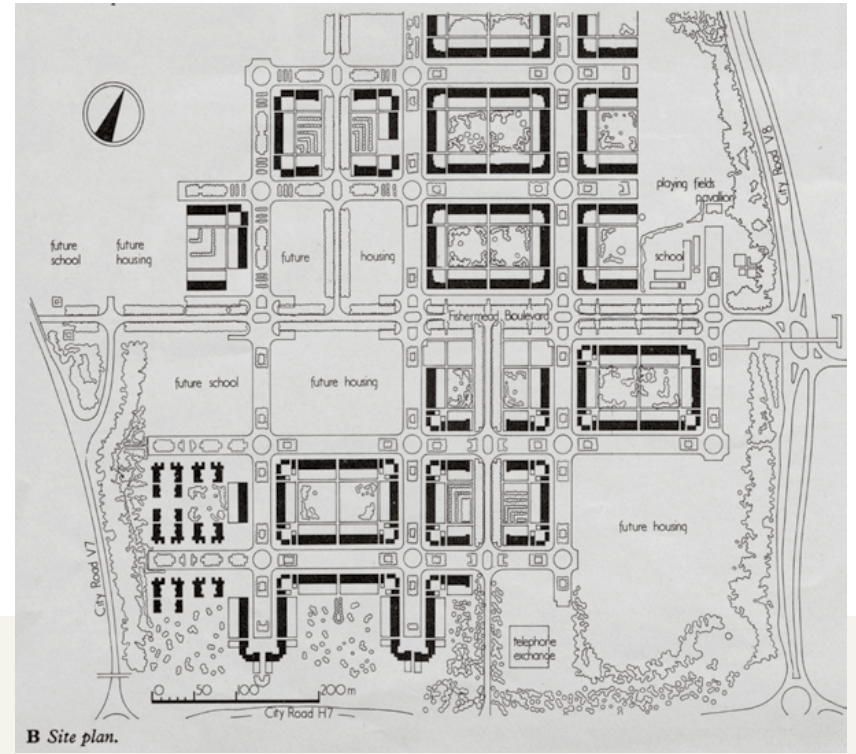 City Road V8
playing fields
pavilion
future
school
future
housing
future
housing
school
Fishermead Boulevard
future school
future housing
future housing
City Road V7
telephone
exchange
0 50 100 200 m
City Road H7
B Site plan.